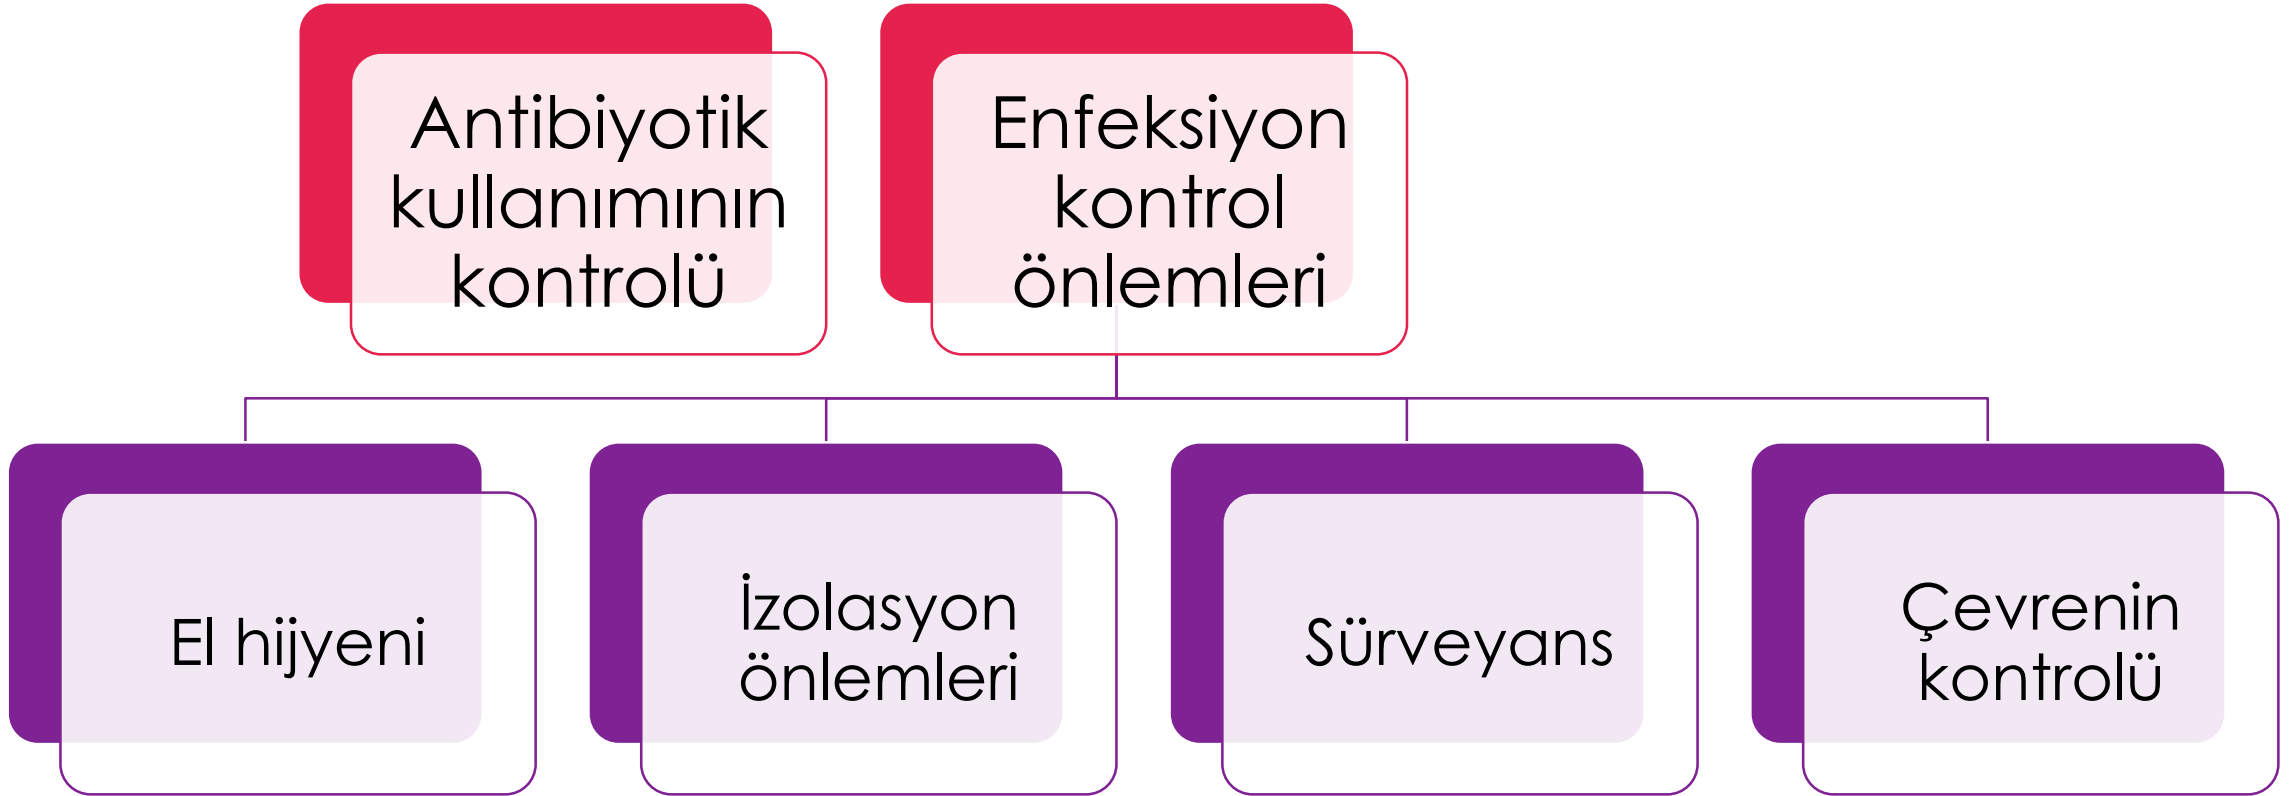 Antibiyotik
kullanımının
kontrolü
Enfeksiyon
kontrol
önlemleri
El hijyeni
İzolasyon
önlemleri
Sürveyans
Çevrenin
kontrolü